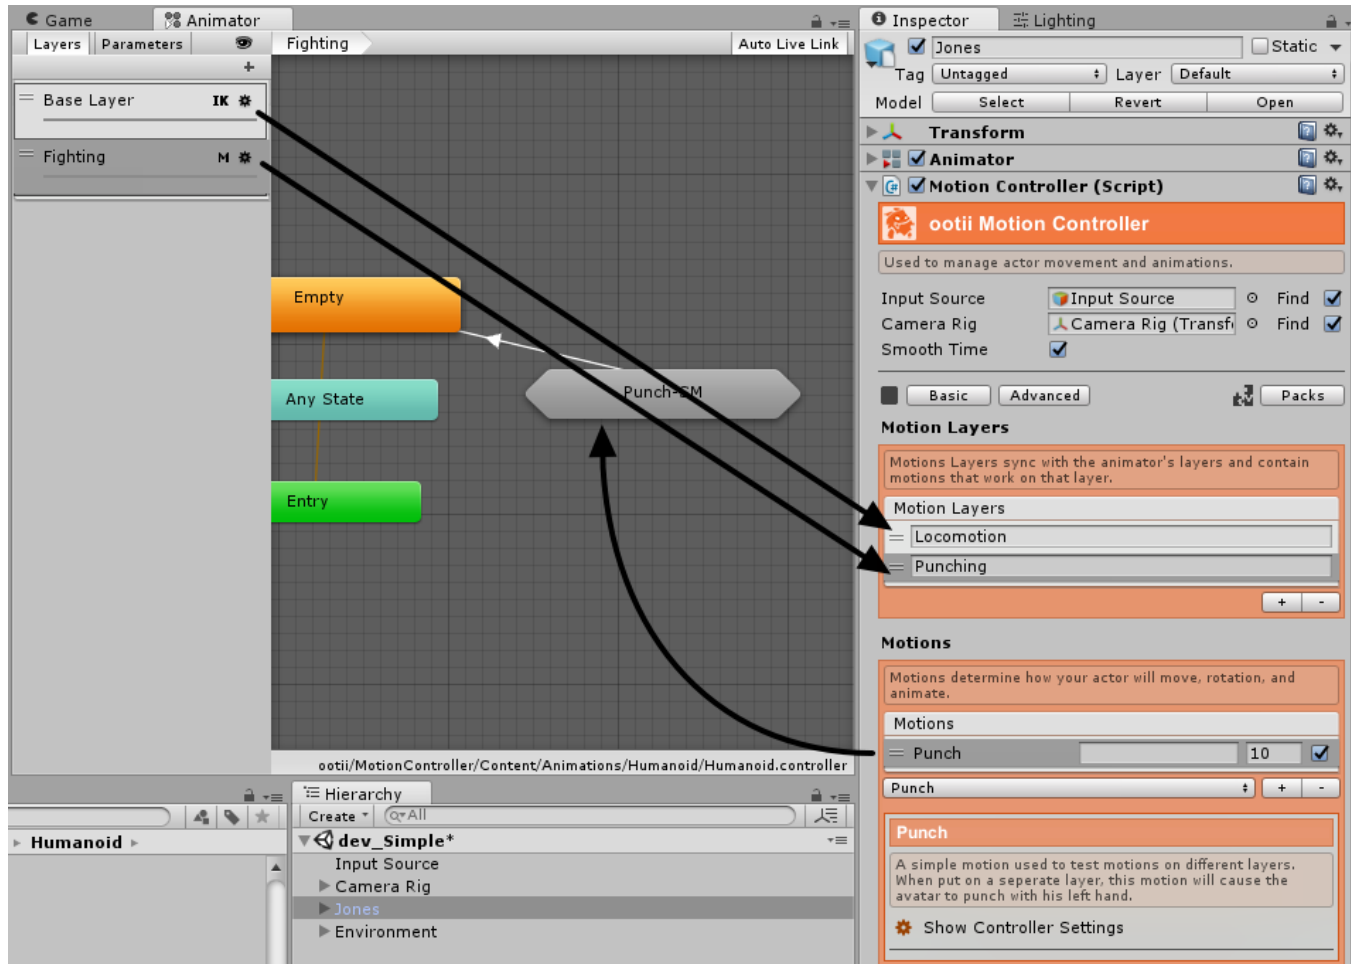 Game
Animator
Layers
Parameters
Fighting
Auto Live Link
+
Base Layer
IK
Fighting
M
Empty
Any State
Entry
Punch-SM
ootii/MotionController/Content/Animations/Humanoid/Humanoid.controller
Humanoid
Hierarchy
Create
All
dev_Simple*
Input Source
Camera Rig
Jones
Environment
Inspector
Lighting
Jones
Static
Tag Untagged Layer Default
Model Select Revert Open
Transform
Animator
Motion Controller (Script)
ootii Motion Controller
Used to manage actor movement and animations.
Input Source Input Source Find
Camera Rig Camera Rig (Transf Find
Smooth Time
Basic Advanced Packs
Motion Layers
Motions Layers sync with the animator's layers and contain
motions that work on that layer.
Motion Layers
Locomotion
Punching
+ -
Motions
Motions determine how your actor will move, rotation, and
animate.
Motions
Punch 10
Punch + -
Punch
A simple motion used to test motions on different layers.
When put on a seperate layer, this motion will cause the
avatar to punch with his left hand.
Show Controller Settings